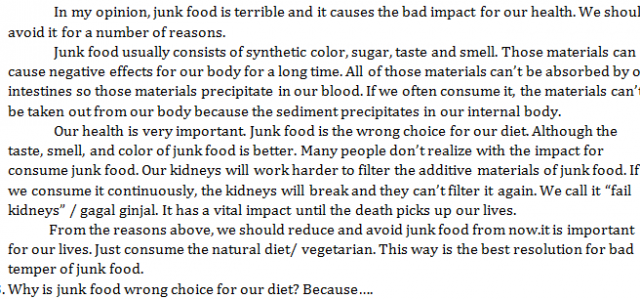 In my opinion, junk food is terrible and it causes the bad impact for our health. We shoul
avoid it for a number of reasons.
Junk food usually consists of synthetic color, sugar, taste and smell. Those materials can
cause negative effects for our body for a long time. All of those materials can't be absorbed by o
intestines so those materials precipitate in our blood. If we often consume it, the materials can't
be taken out from our body because the sediment precipitates in our internal body.
Our health is very important. Junk food is the wrong choice for our diet. Although the
taste, smell, and color of junk food is better. Many people don't realize with the impact for
consume junk food. Our kidneys will work harder to filter the additive materials of junk food. If
we consume it continuously, the kidneys will break and they can't filter it again. We call it "fail
kidneys" / gagal ginjal. It has a vital impact until the death picks up our lives.
From the reasons above, we should reduce and avoid junk food from now.it is important
for our lives. Just consume the natural diet/ vegetarian. This way is the best resolution for bad
temper of junk food.
. Why is junk food wrong choice for our diet? Because....